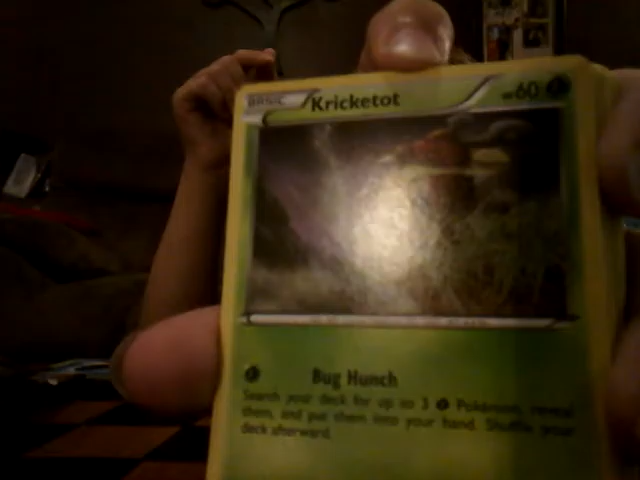 BASIC Kricketot HP60
Bug Hunch
Search your deck for up to 3 Pokémon, reveal
them, and put them into your hand. Shuffle your
deck afterward.